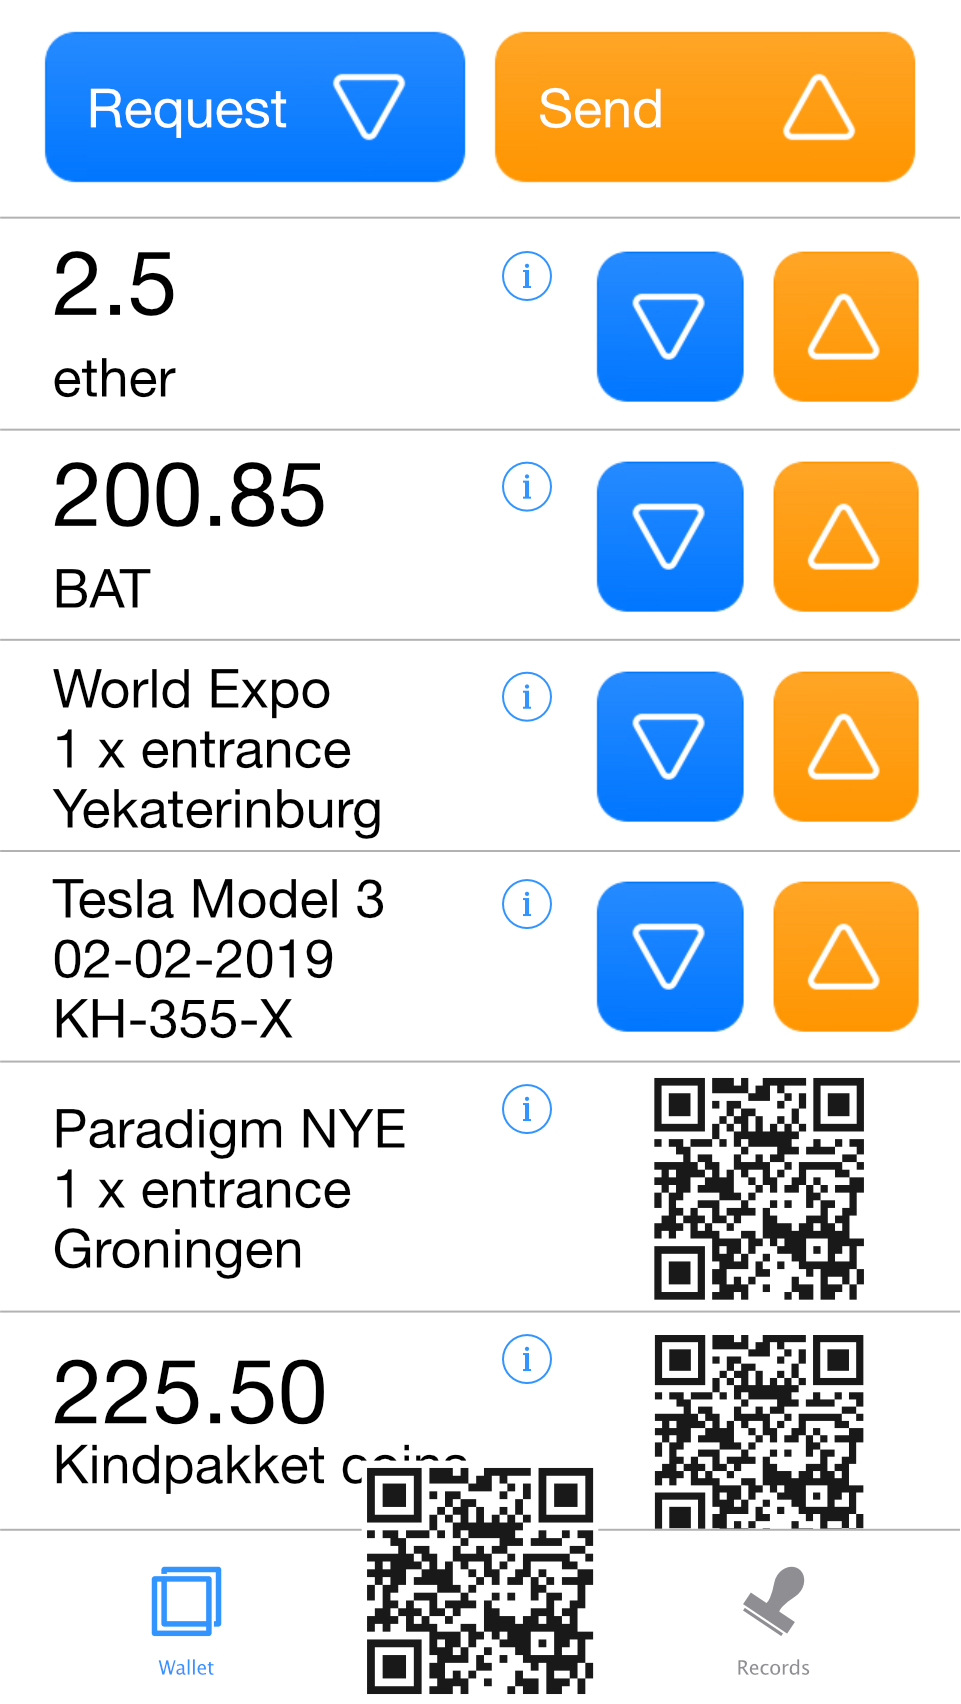 Request
Send
2.5
ether
200.85
BAT
World Expo
1 x entrance
Yekaterinburg
Tesla Model 3
02-02-2019
KH-355-X
Paradigm NYE
1 x entrance
Groningen
225.50
Kindpakket coins
Wallet
Records